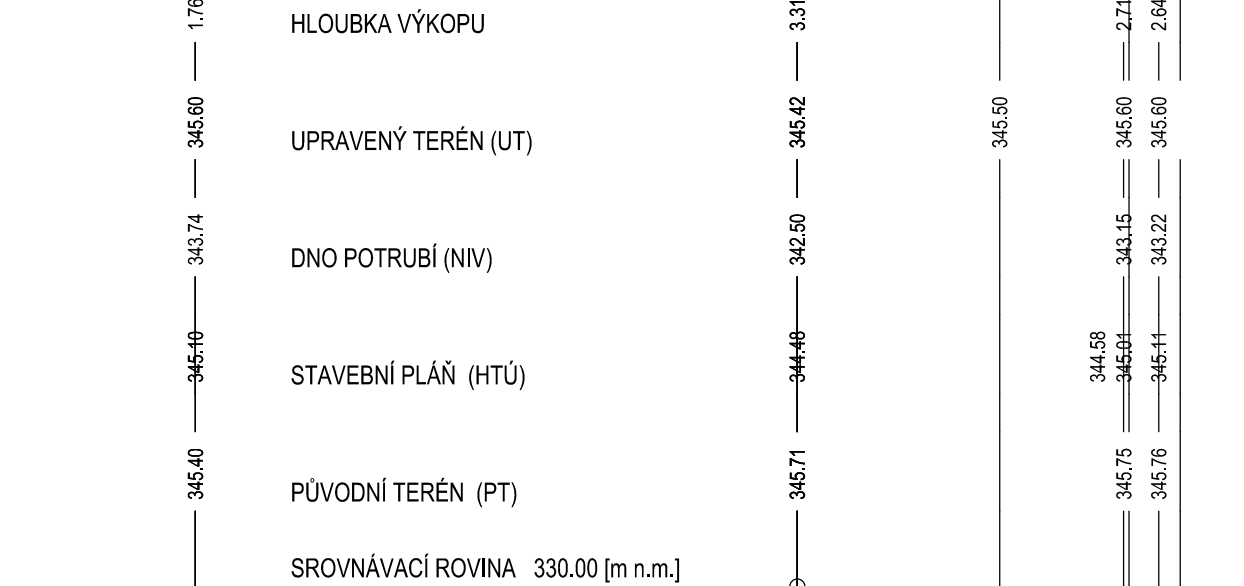 1.76 HLOUBKA VÝKOPU 3.31 2.71 2.64
345.60 UPRAVENÝ TERÉN (UT) 345.42 345.50 345.60 345.60
343.74 DNO POTRUBÍ (NIV) 342.50 343.15 343.22
345.10 STAVEBNÍ PLÁŇ (HTÚ) 344.48 344.58 345.01 345.11
345.40 PŮVODNÍ TERÉN (PT) 345.71 345.75 345.76
SROVNÁVACÍ ROVINA 330.00 [m n.m.]